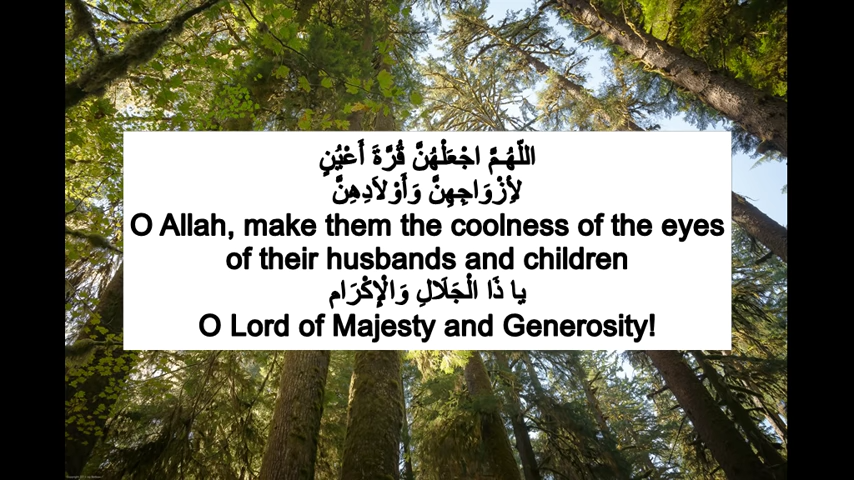 اللَّهُمَّ اجْعَلْهُنَّ قُرَّةَ أَعْيُنٍ
لِأَزْوَاجِهِنَّ وَأَوْلَادِهِنَّ
O Allah, make them the coolness of the eyes
of their husbands and children
يا ذَا الْجَلَالِ وَالْإِكْرَام
O Lord of Majesty and Generosity!